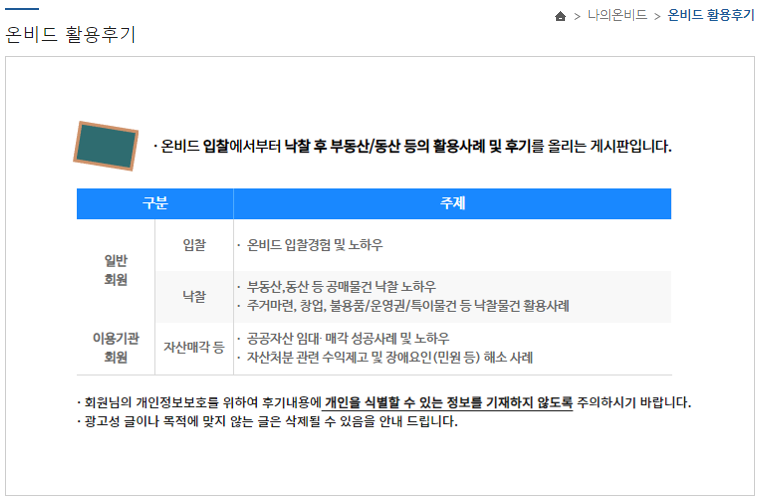 > 나의온비드 > 온비드 활용후기
온비드 활용후기
· 온비드 입찰에서부터 낙찰 후 부동산/동산 등의 활용사례 및 후기를 올리는 게시판입니다.
구분 주제
일반
회원
입찰 · 온비드 입찰경험 및 노하우
낙찰 · 부동산,동산 등 공매물건 낙찰 노하우
· 주거마련, 창업, 불용품/운영권/특이물건 등 낙찰물건 활용사례
이용기관
회원
자산매각 등 · 공공자산 임대· 매각 성공사례 및 노하우
· 자산처분 관련 수익제고 및 장애요인(민원 등) 해소 사례
· 회원님의 개인정보보호를 위하여 후기내용에 개인을 식별할 수 있는 정보를 기재하지 않도록 주의하시기 바랍니다.
· 광고성 글이나 목적에 맞지 않는 글은 삭제될 수 있음을 안내 드립니다.